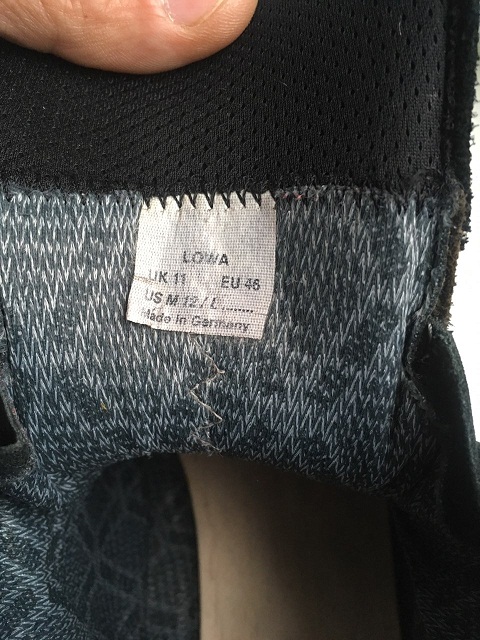 LOWA
UK 11 EU 46
US M 12 / L.........
Made in Germany